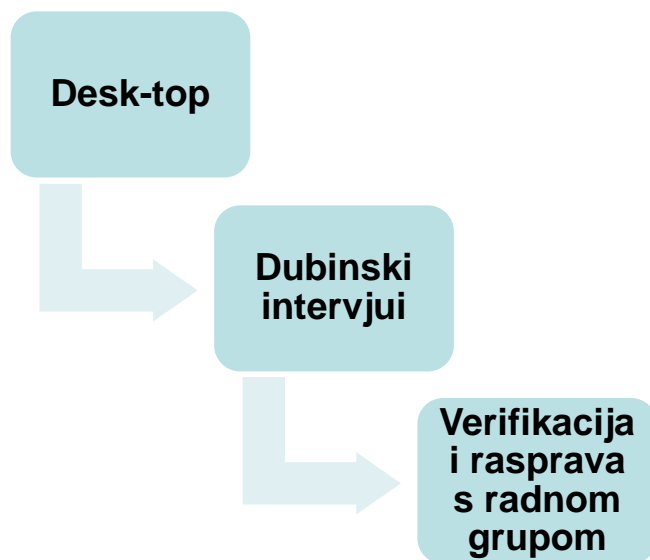 Desk-top
Dubinski
intervjui
Verifikacija
i rasprava
s radnom
grupom